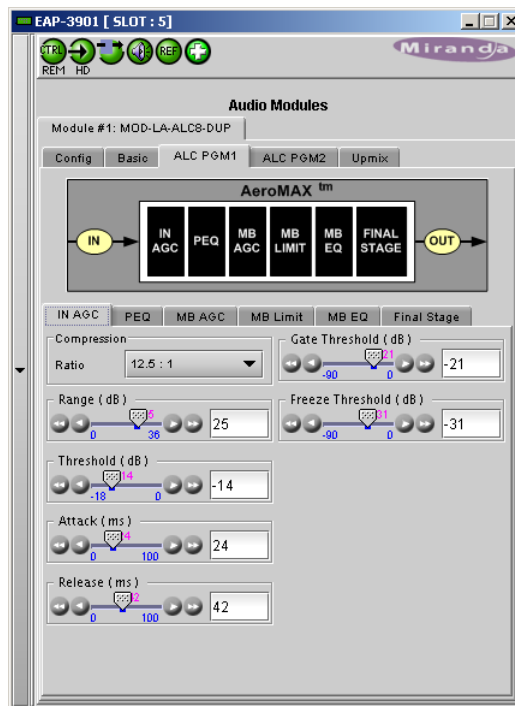 EAP-3901 [ SLOT : 5]
CTRL REF
REM HD
Miranda
Audio Modules
Module #1: MOD-LA-ALC8-DUP
Config Basic ALC PGM1 ALC PGM2 Upmix
AeroMAX tm
IN IN AGC PEQ MB AGC MB LIMIT MB EQ FINAL STAGE OUT
IN AGC PEQ MB AGC MB Limit MB EQ Final Stage
Compression
Ratio 12.5 : 1
Gate Threshold ( dB )
21
-90 0
-21
Range ( dB )
5
0 36
25
Freeze Threshold ( dB )
31
-90 0
-31
Threshold ( dB )
14
-18 0
-14
Attack ( ms )
4
0 100
24
Release ( ms )
2
0 100
42